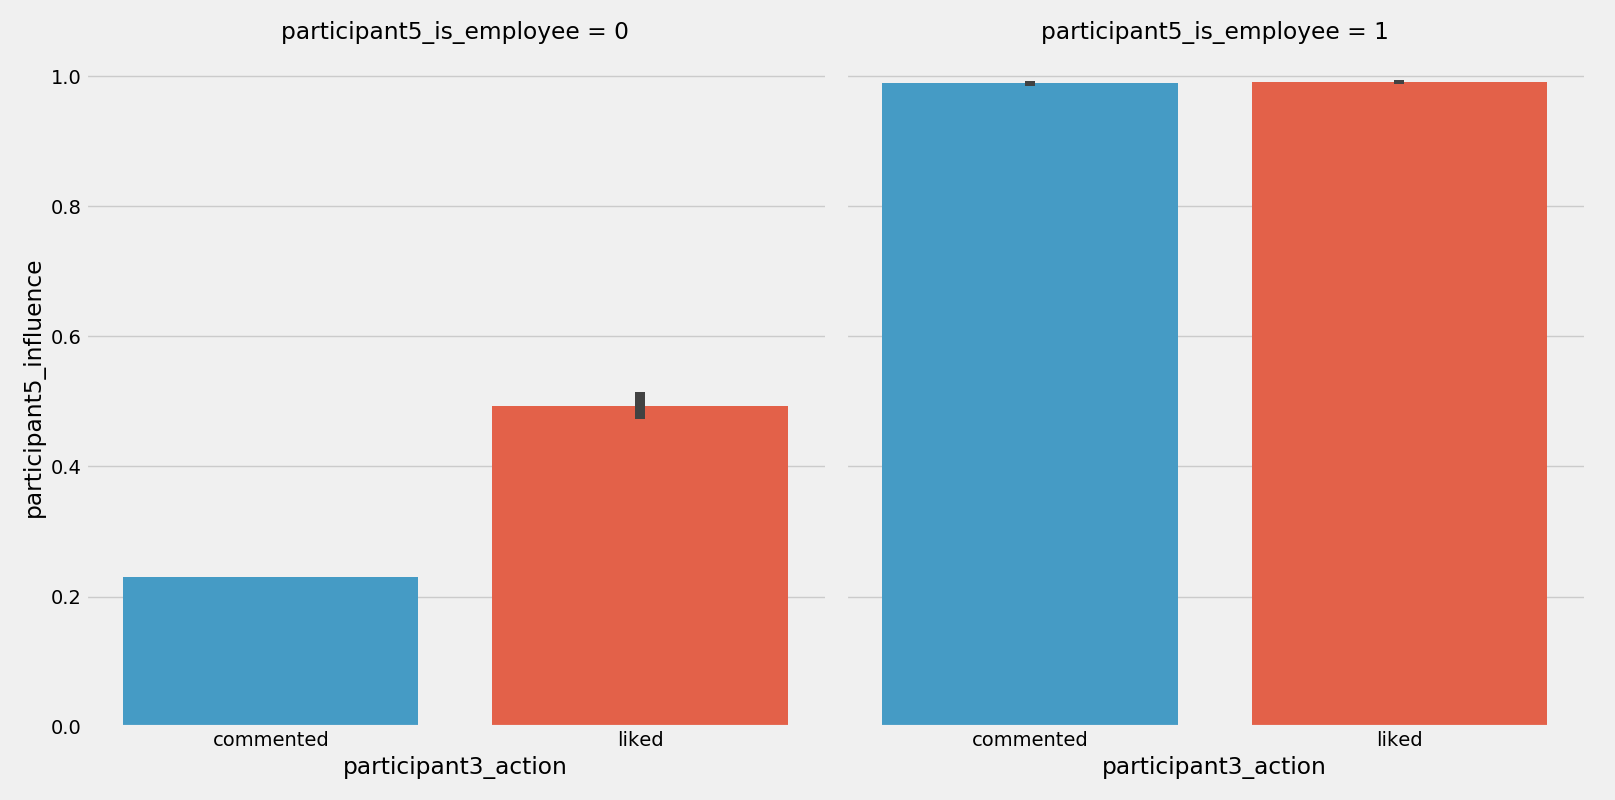 participant5_is_employee = 0
participant5_is_employee = 1
participant5_influence
1.0
0.8
0.6
0.4
0.2
0.0
commented
liked
commented
liked
participant3_action
participant3_action